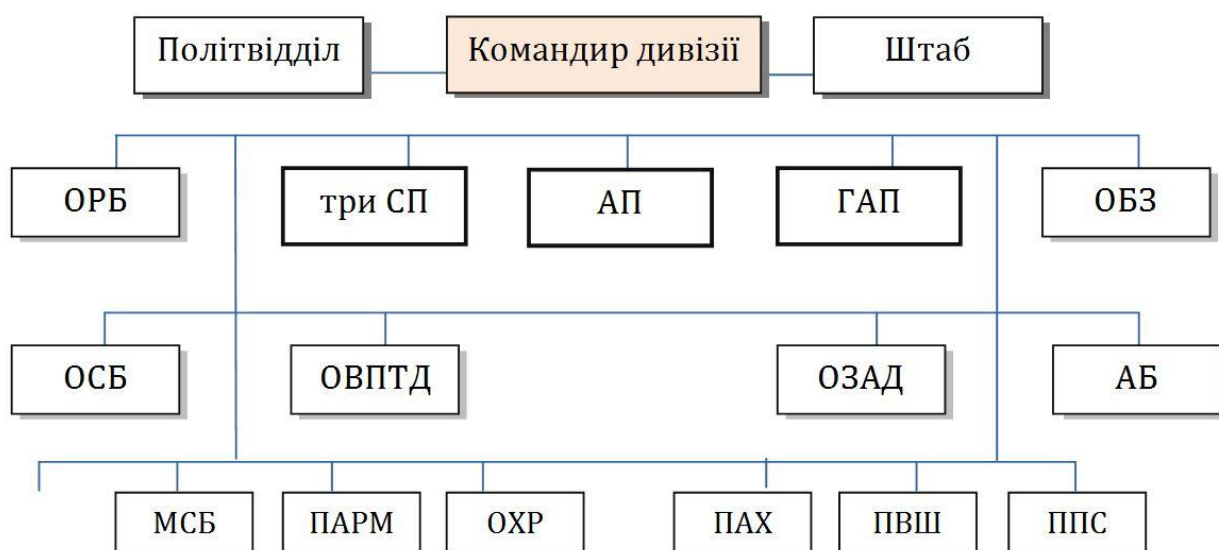 Політвідділ
Командир дивізії
Штаб
ОРБ
три СП
АП
ГАП
ОБЗ
ОСБ
ОВПТД
ОЗАД
АБ
МСБ
ПАРМ
ОХР
ПАХ
ПВШ
ППС